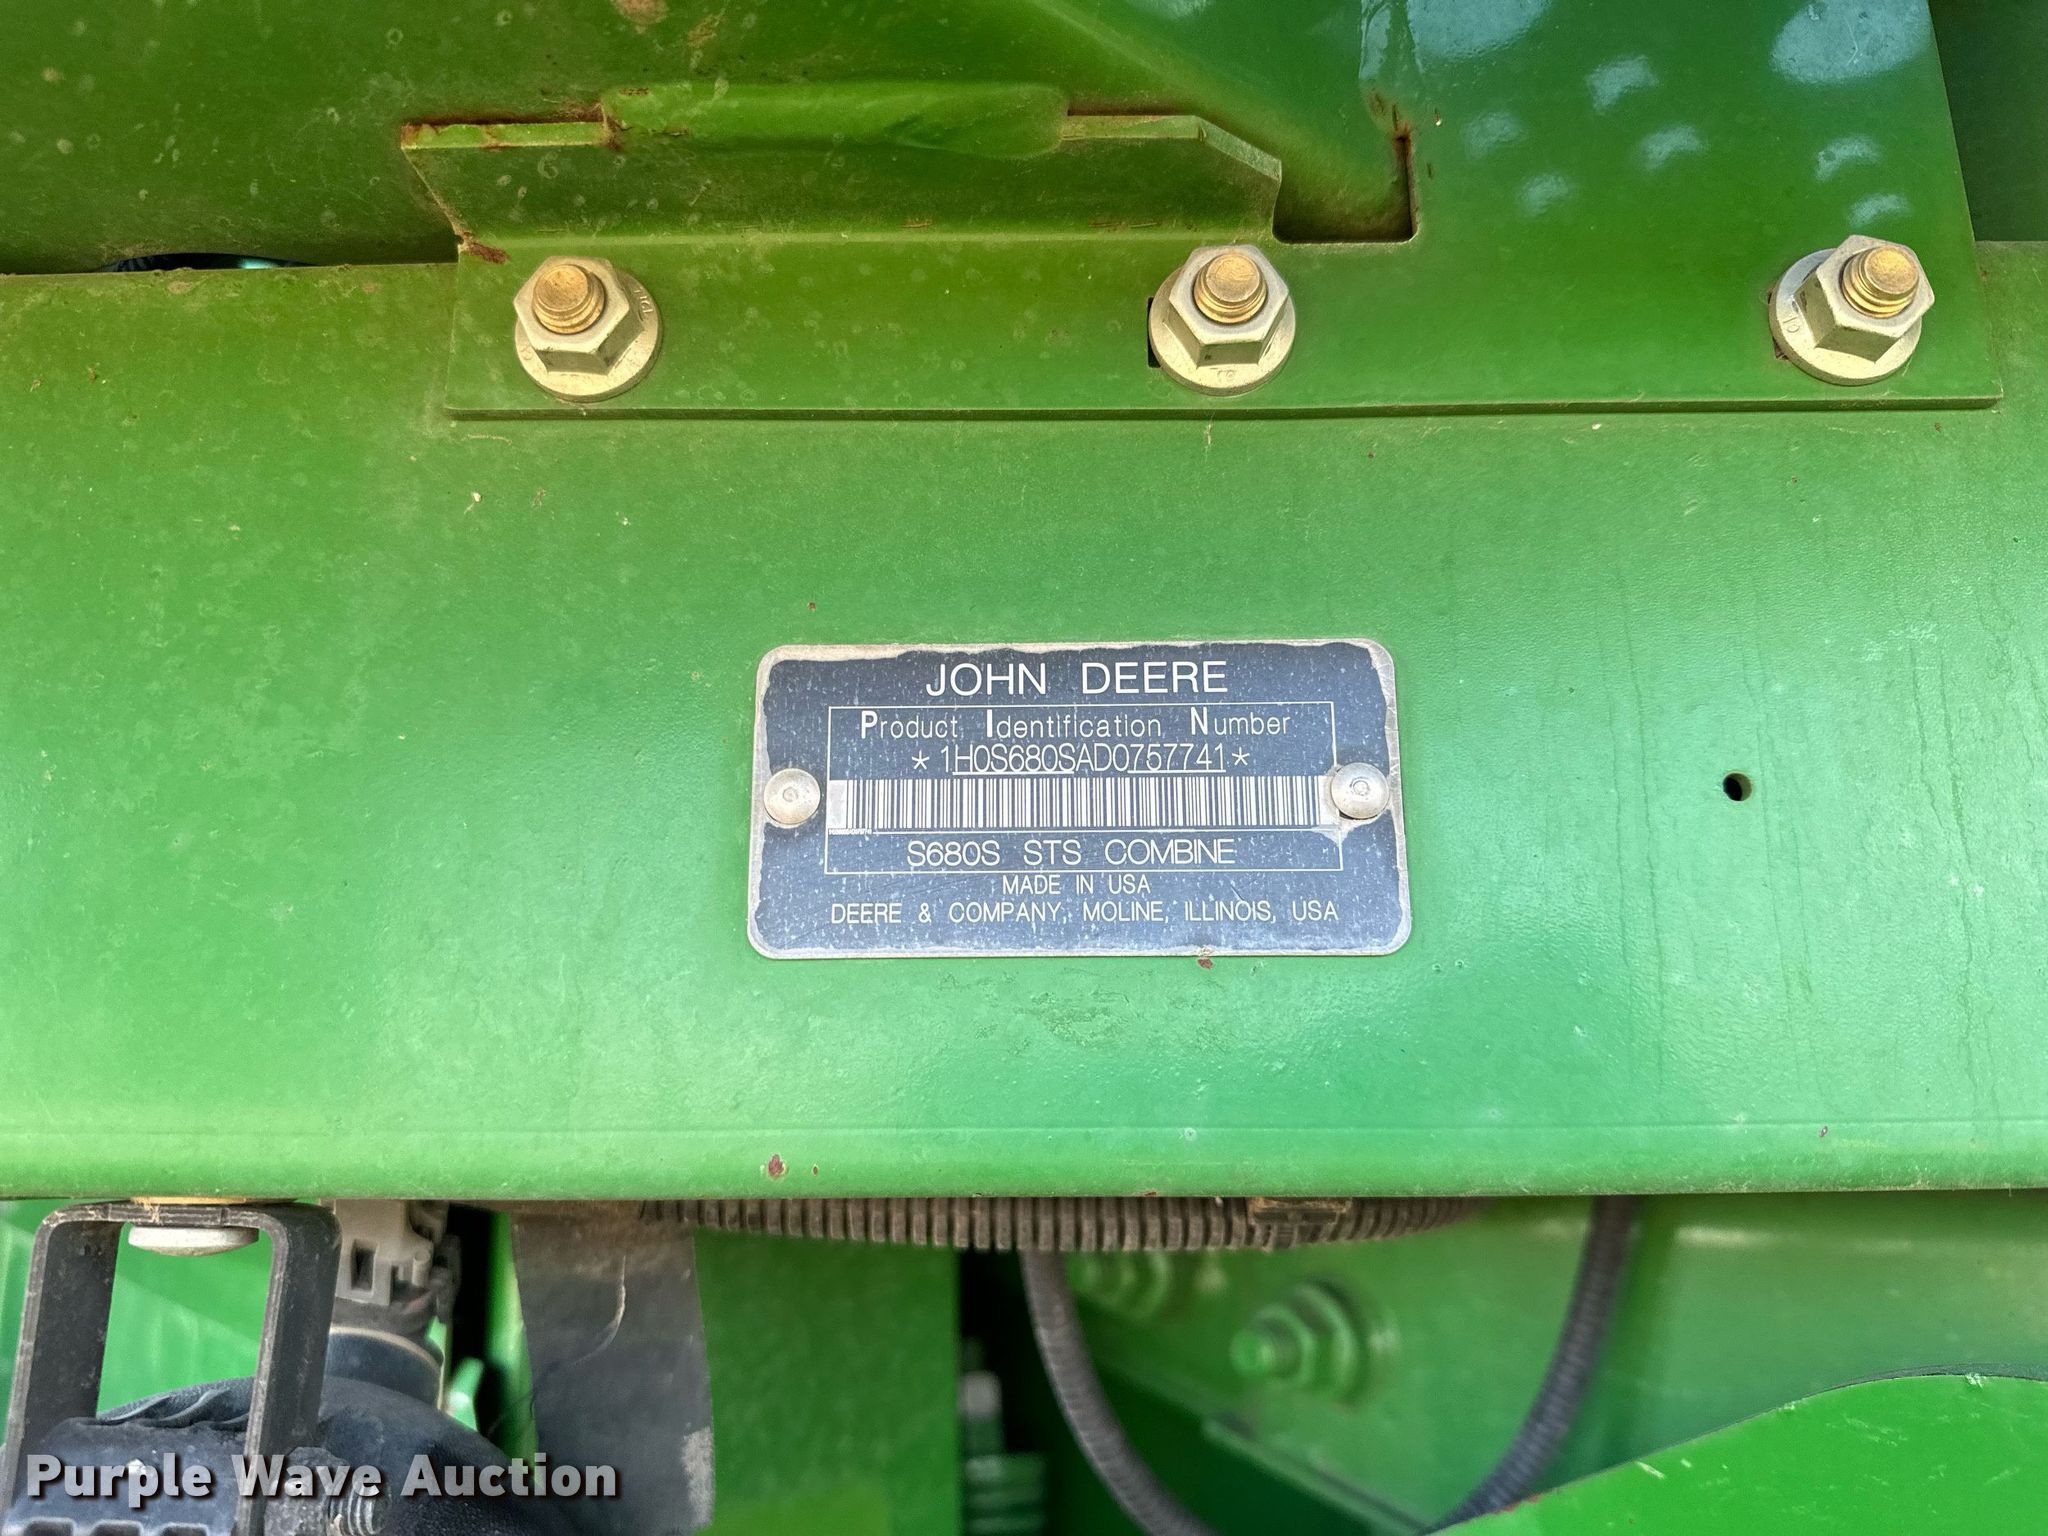 JOHN DEERE
Product Identification Number
*1H0S680SAD0757741*
S680S STS COMBINE
MADE IN USA
DEERE & COMPANY, MOLINE, ILLINOIS, USA
Purple Wave Auction